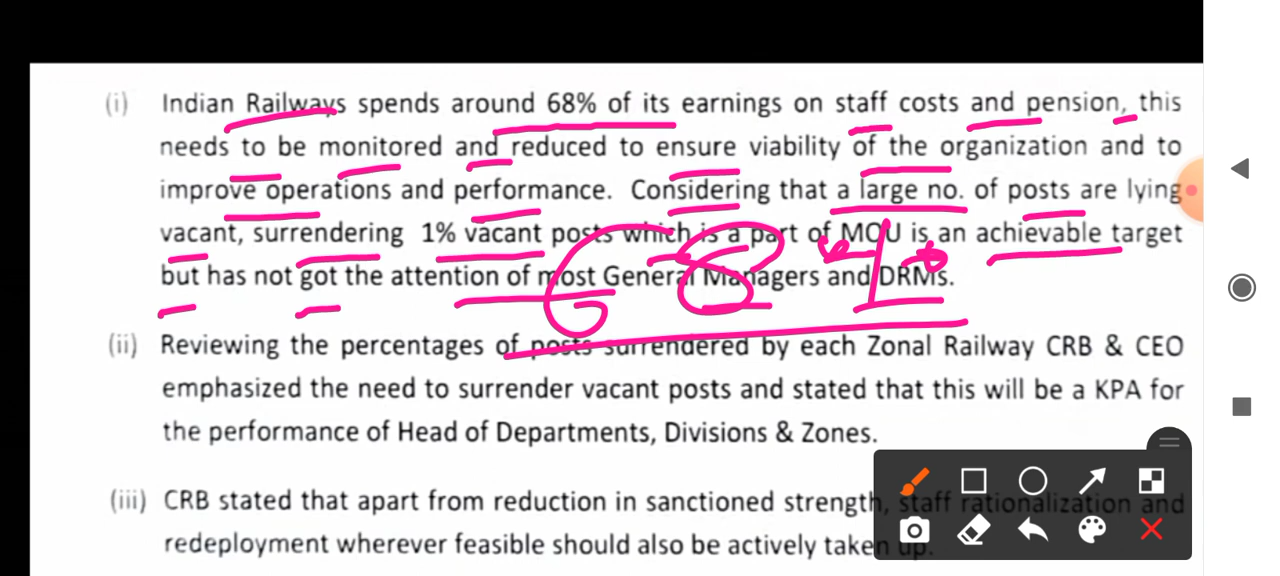 (i) Indian Railways spends around 68% of its earnings on staff costs and pension, this
needs to be monitored and reduced to ensure viability of the organization and to
improve operations and performance. Considering that a large no. of posts are lying
vacant, surrendering 1% vacant posts which is a part of MOU is an achievable target
but has not got the attention of most General Managers and DRMs.
(ii) Reviewing the percentages of posts surrendered by each Zonal Railway CRB & CEO
emphasized the need to surrender vacant posts and stated that this will be a KPA for
the performance of Head of Departments, Divisions & Zones.
(iii) CRB stated that apart from reduction in sanctioned strength, staff rationalization and
redeployment wherever feasible should also be actively taken up.